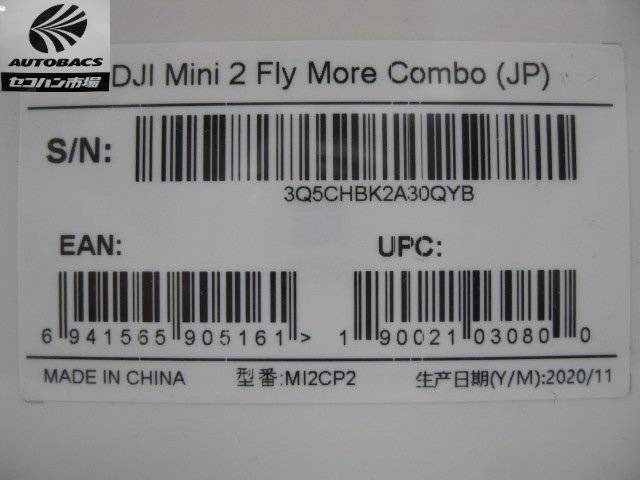 AUTOBACS
セコハン市場
DJI Mini 2 Fly More Combo (JP)
S/N:
3Q5CHBK2A30QYB
EAN:
UPC:
6 941565 905161 >
1 90021 03080 0
MADE IN CHINA
型番:MI2CP2
生产日期(Y/M):2020/11